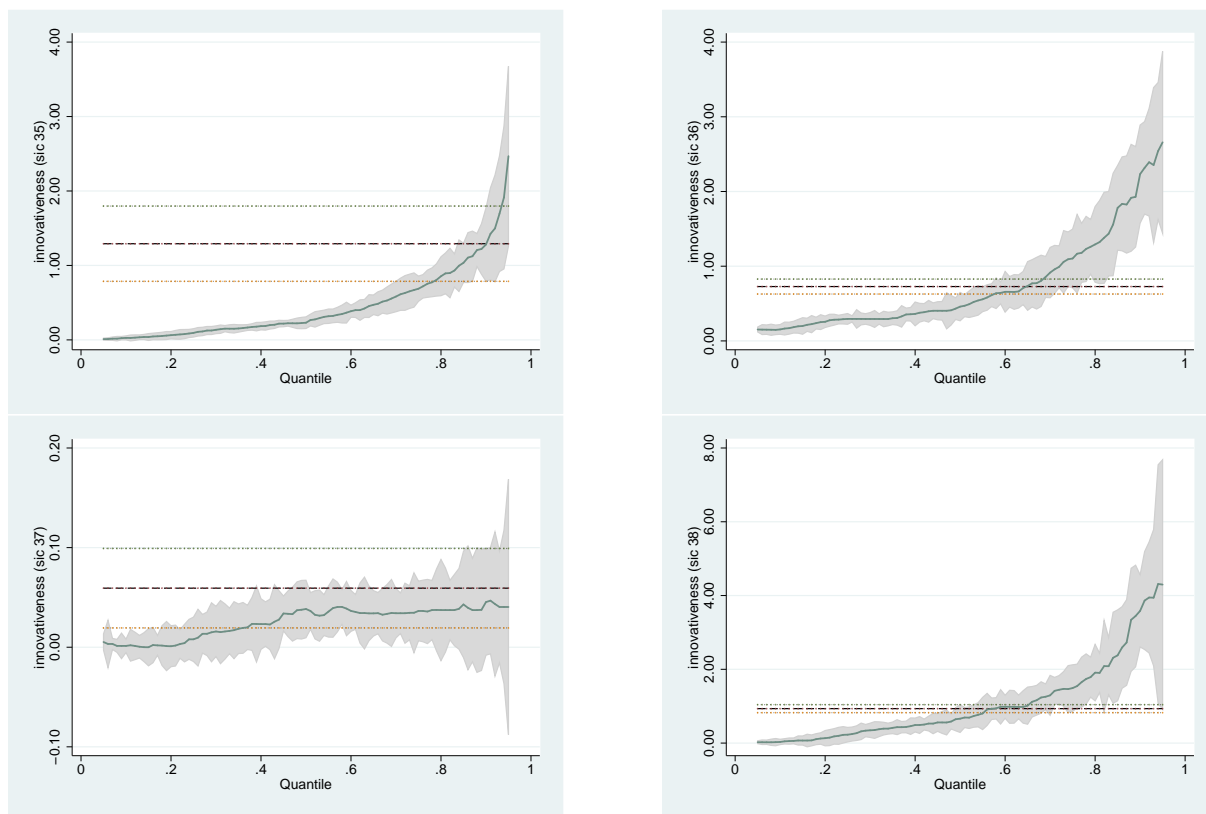 4.00
3.00
2.00
1.00
0.00
innovativeness (sic 35)
0 .2 .4 .6 .8 1
Quantile
4.00
3.00
2.00
1.00
0.00
innovativeness (sic 36)
0 .2 .4 .6 .8 1
Quantile
0.20
0.10
0.00
−0.10
innovativeness (sic 37)
0 .2 .4 .6 .8 1
Quantile
8.00
6.00
4.00
2.00
0.00
innovativeness (sic 38)
0 .2 .4 .6 .8 1
Quantile